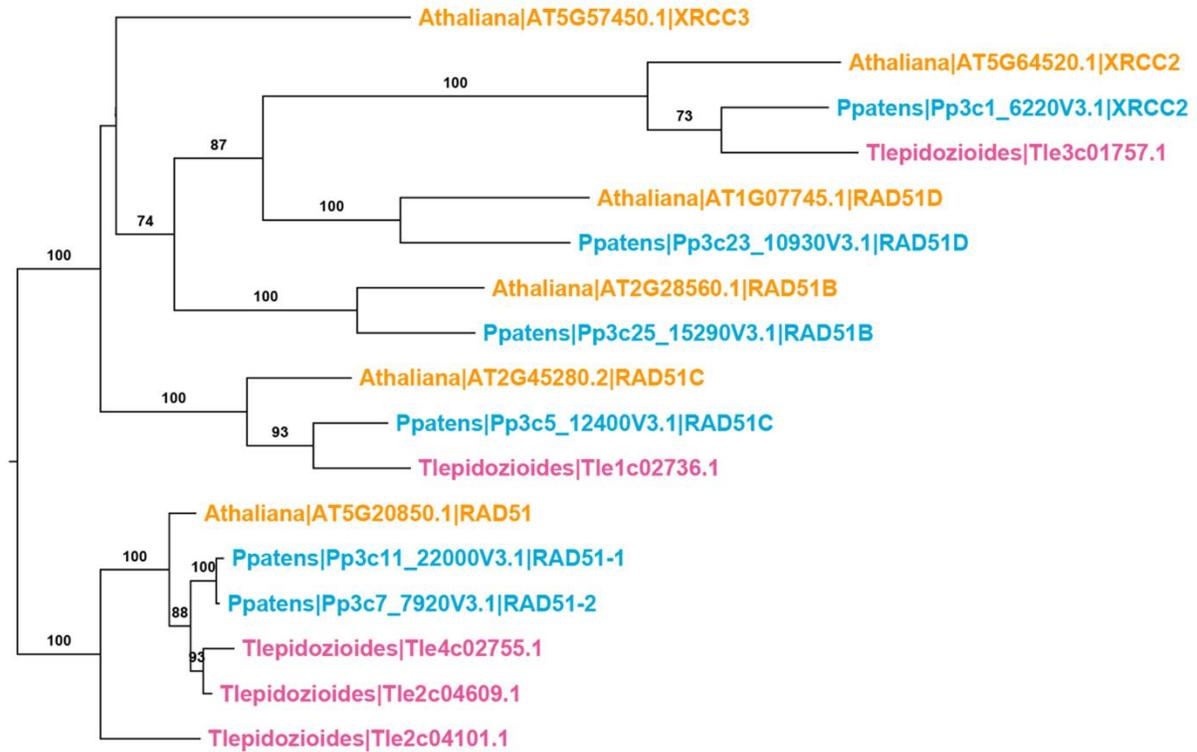 Athaliana|AT5G57450.1|XRCC3
Athaliana|AT5G64520.1|XRCC2
100
Ppatens|Pp3c1_6220V3.1|XRCC2
73
87
Tlepidozioides|Tle3c01757.1
Athaliana|AT1G07745.1|RAD51D
100
74
Ppatens|Pp3c23_10930V3.1|RAD51D
100
Athaliana|AT2G28560.1|RAD51B
100
Ppatens|Pp3c25_15290V3.1|RAD51B
Athaliana|AT2G45280.2|RAD51C
100
Ppatens|Pp3c5_12400V3.1|RAD51C
93
Tlepidozioides|Tle1c02736.1
Athaliana|AT5G20850.1|RAD51
100
Ppatens|Pp3c11_22000V3.1|RAD51-1
100
Ppatens|Pp3c7_7920V3.1|RAD51-2
88
100
Tlepidozioides|Tle4c02755.1
93
Tlepidozioides|Tle2c04609.1
Tlepidozioides|Tle2c04101.1